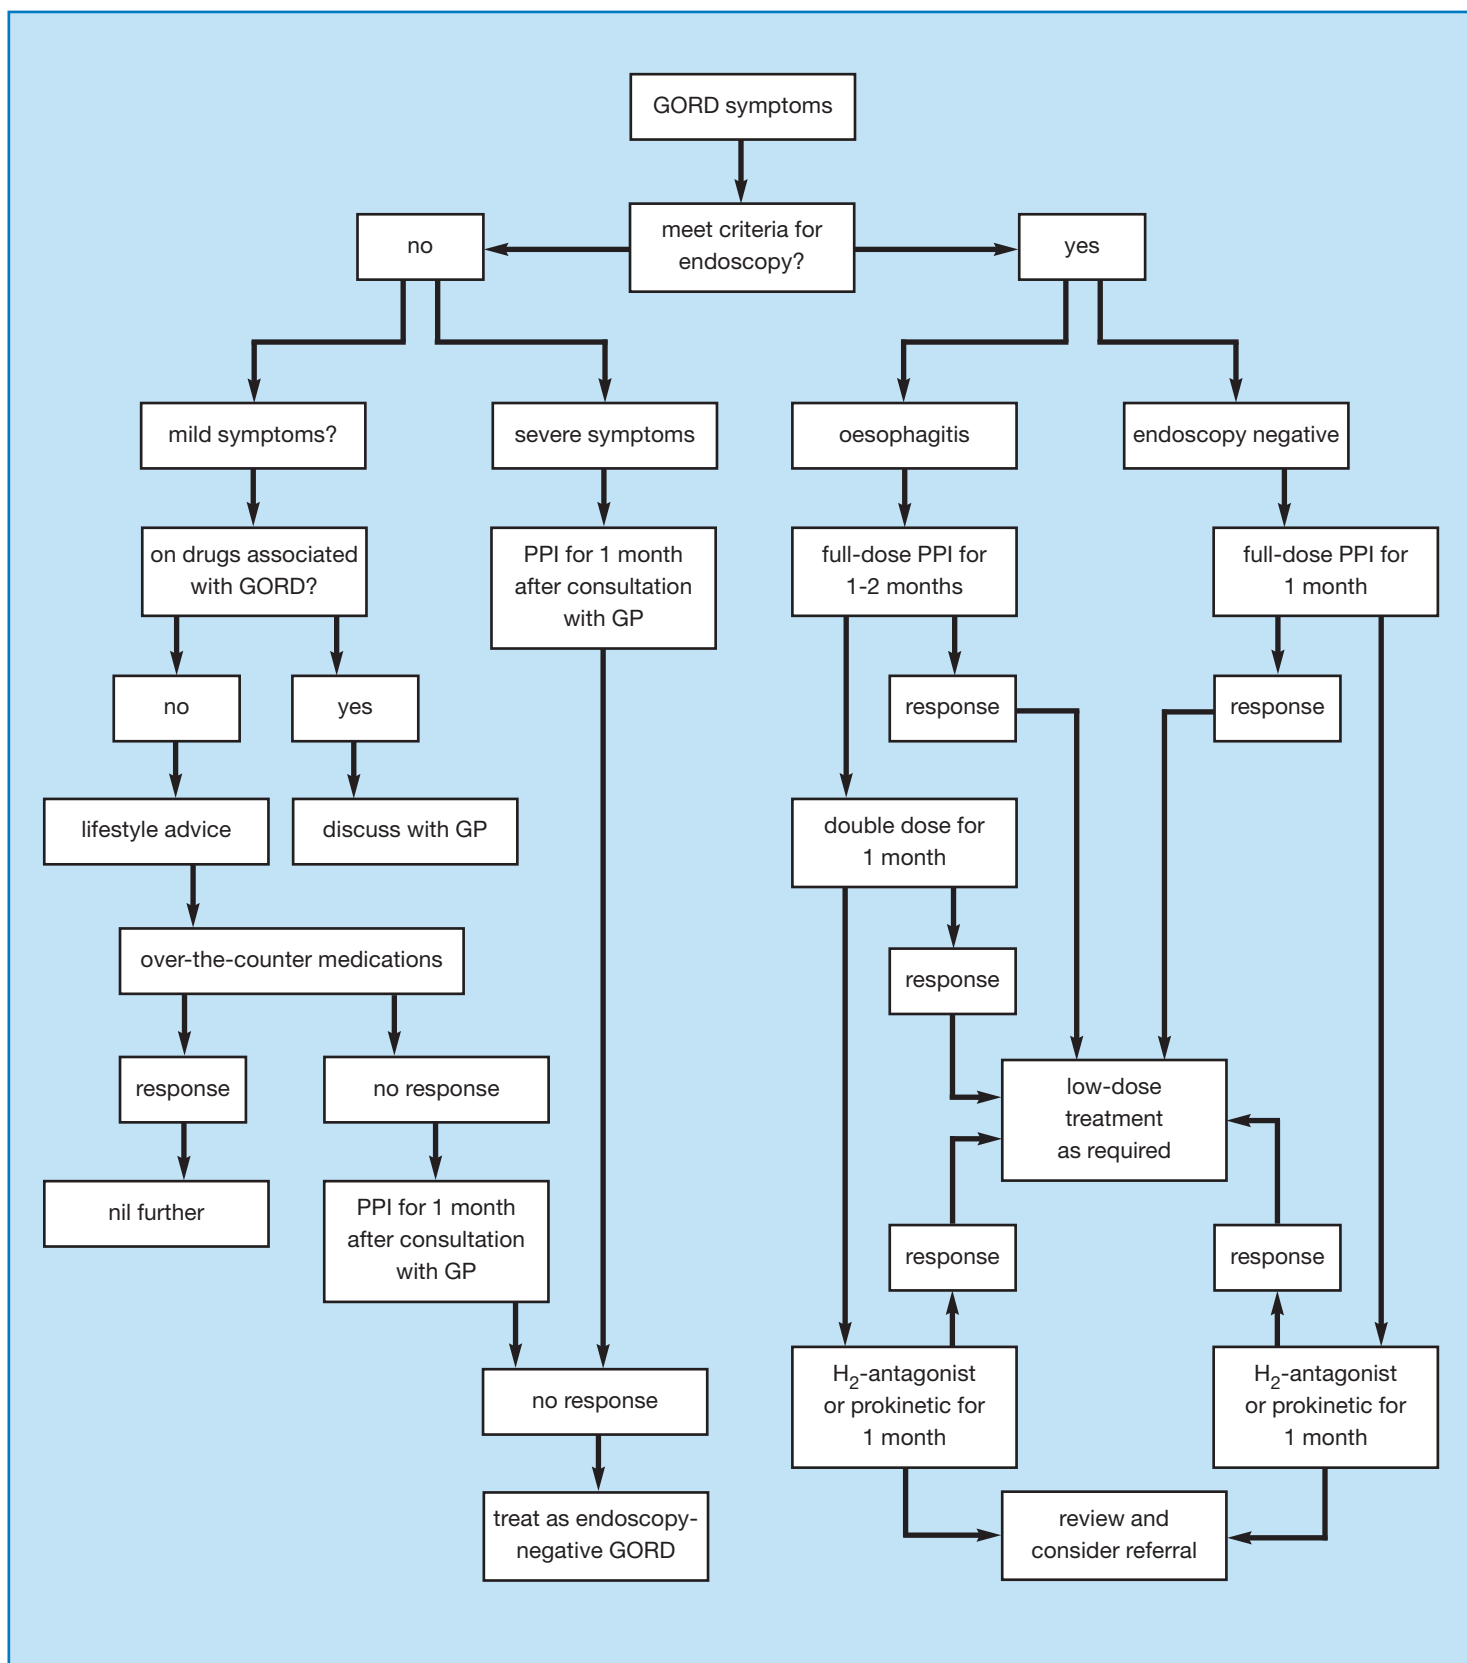 GORD symptoms
meet criteria for
endoscopy?
no
yes
mild symptoms?
severe symptoms
oesophagitis
endoscopy negative
on drugs associated
with GORD?
PPI for 1 month
after consultation
with GP
full-dose PPI for
1-2 months
full-dose PPI for
1 month
no
yes
response
response
lifestyle advice
discuss with GP
double dose for
1 month
over-the-counter medications
response
response
no response
low-dose
treatment
as required
nil further
PPI for 1 month
after consultation
with GP
response
response
no response
H2-antagonist
or prokinetic for
1 month
H2-antagonist
or prokinetic for
1 month
treat as endoscopy-
negative GORD
review and
consider referral